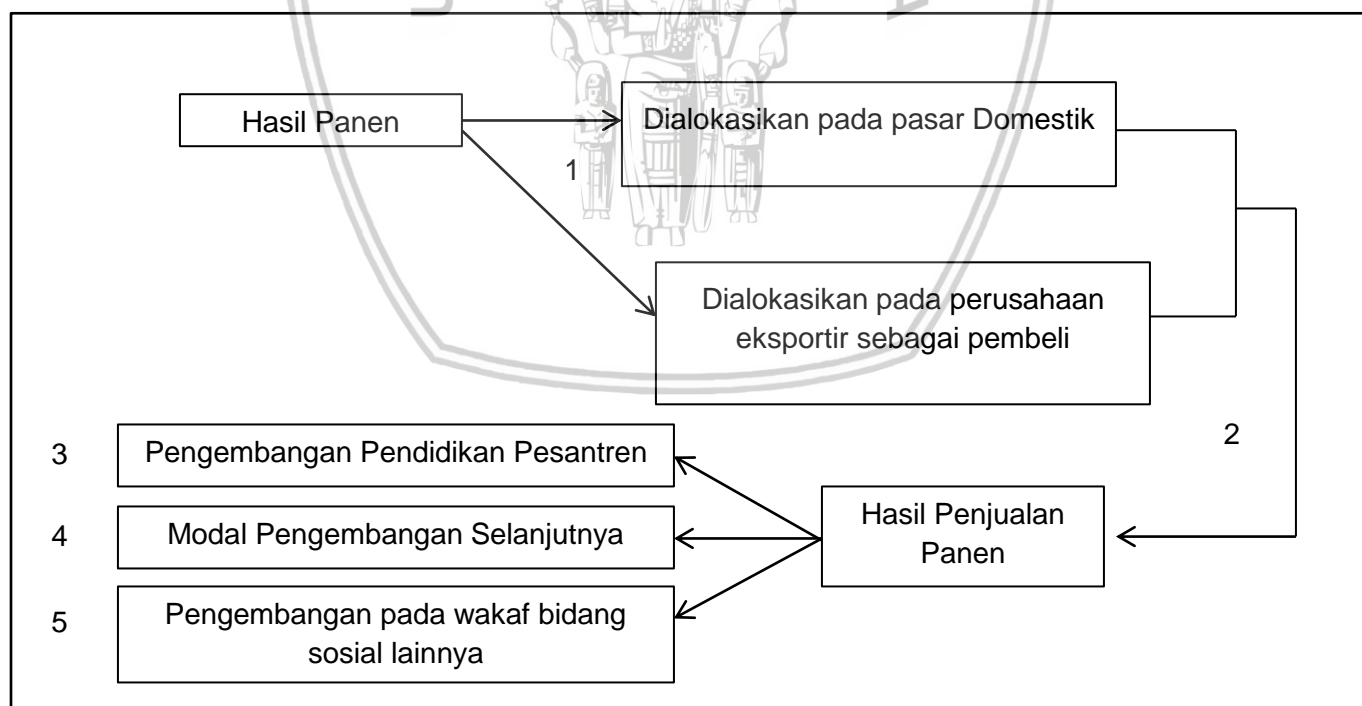 Hasil Panen
Dialokasikan pada pasar Domestik
1
Dialokasikan pada perusahaan
eksportir sebagai pembeli
2
3
Pengembangan Pendidikan Pesantren
4
Modal Pengembangan Selanjutnya
Hasil Penjualan
Panen
5
Pengembangan pada wakaf bidang
sosial lainnya